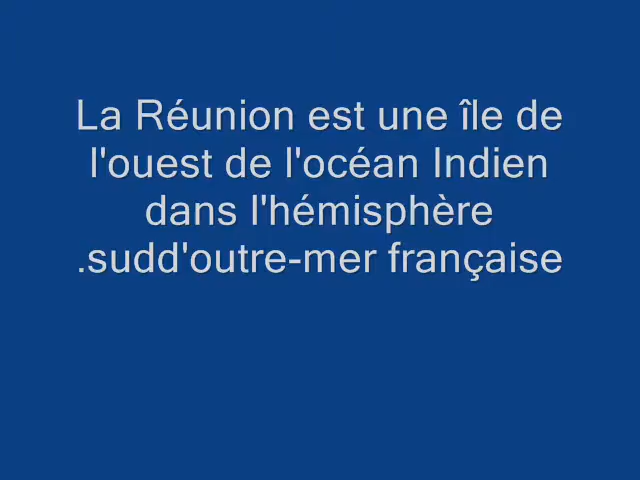 La Réunion est une île de
l'ouest de l'océan Indien
dans l'hémisphère
.sudd'outre-mer française